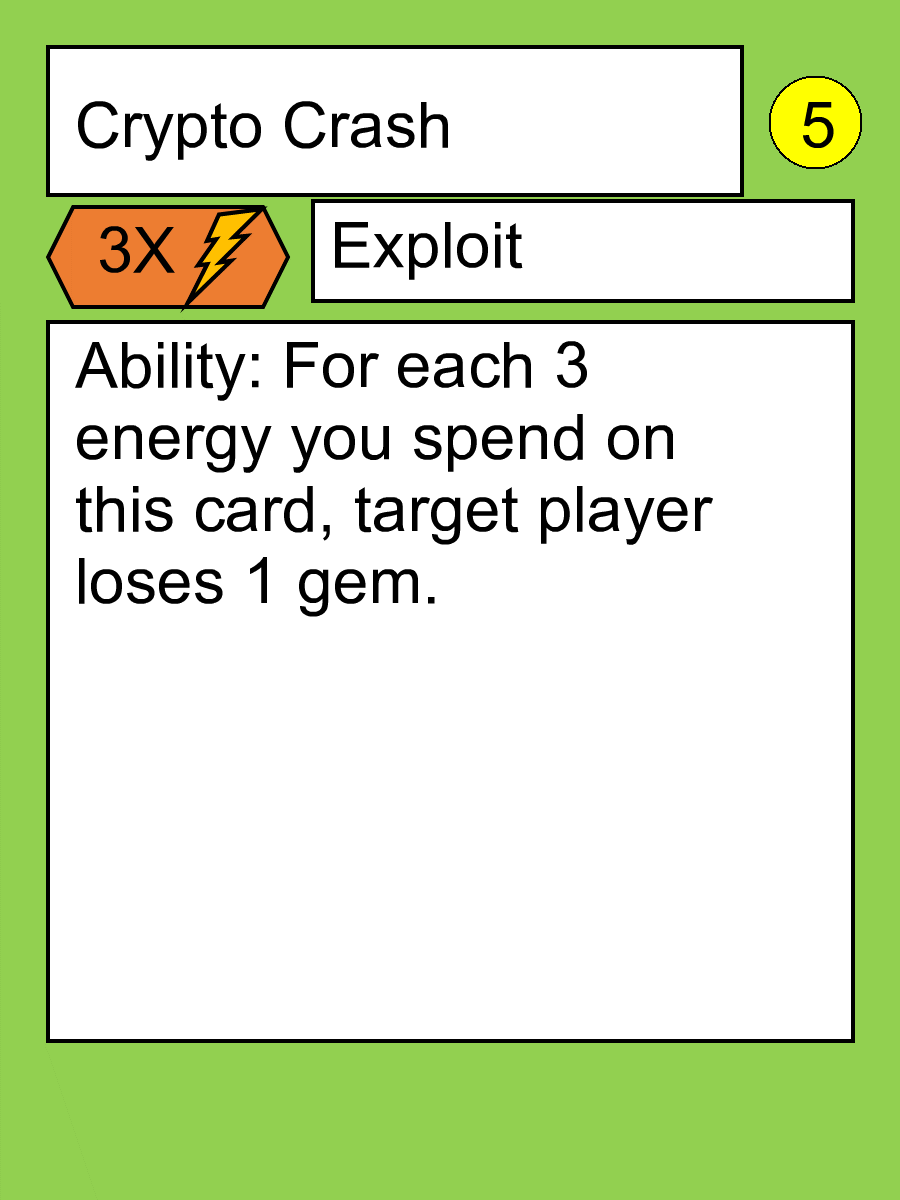 Crypto Crash
5
3X
Exploit
Ability: For each 3
energy you spend on
this card, target player
loses 1 gem.